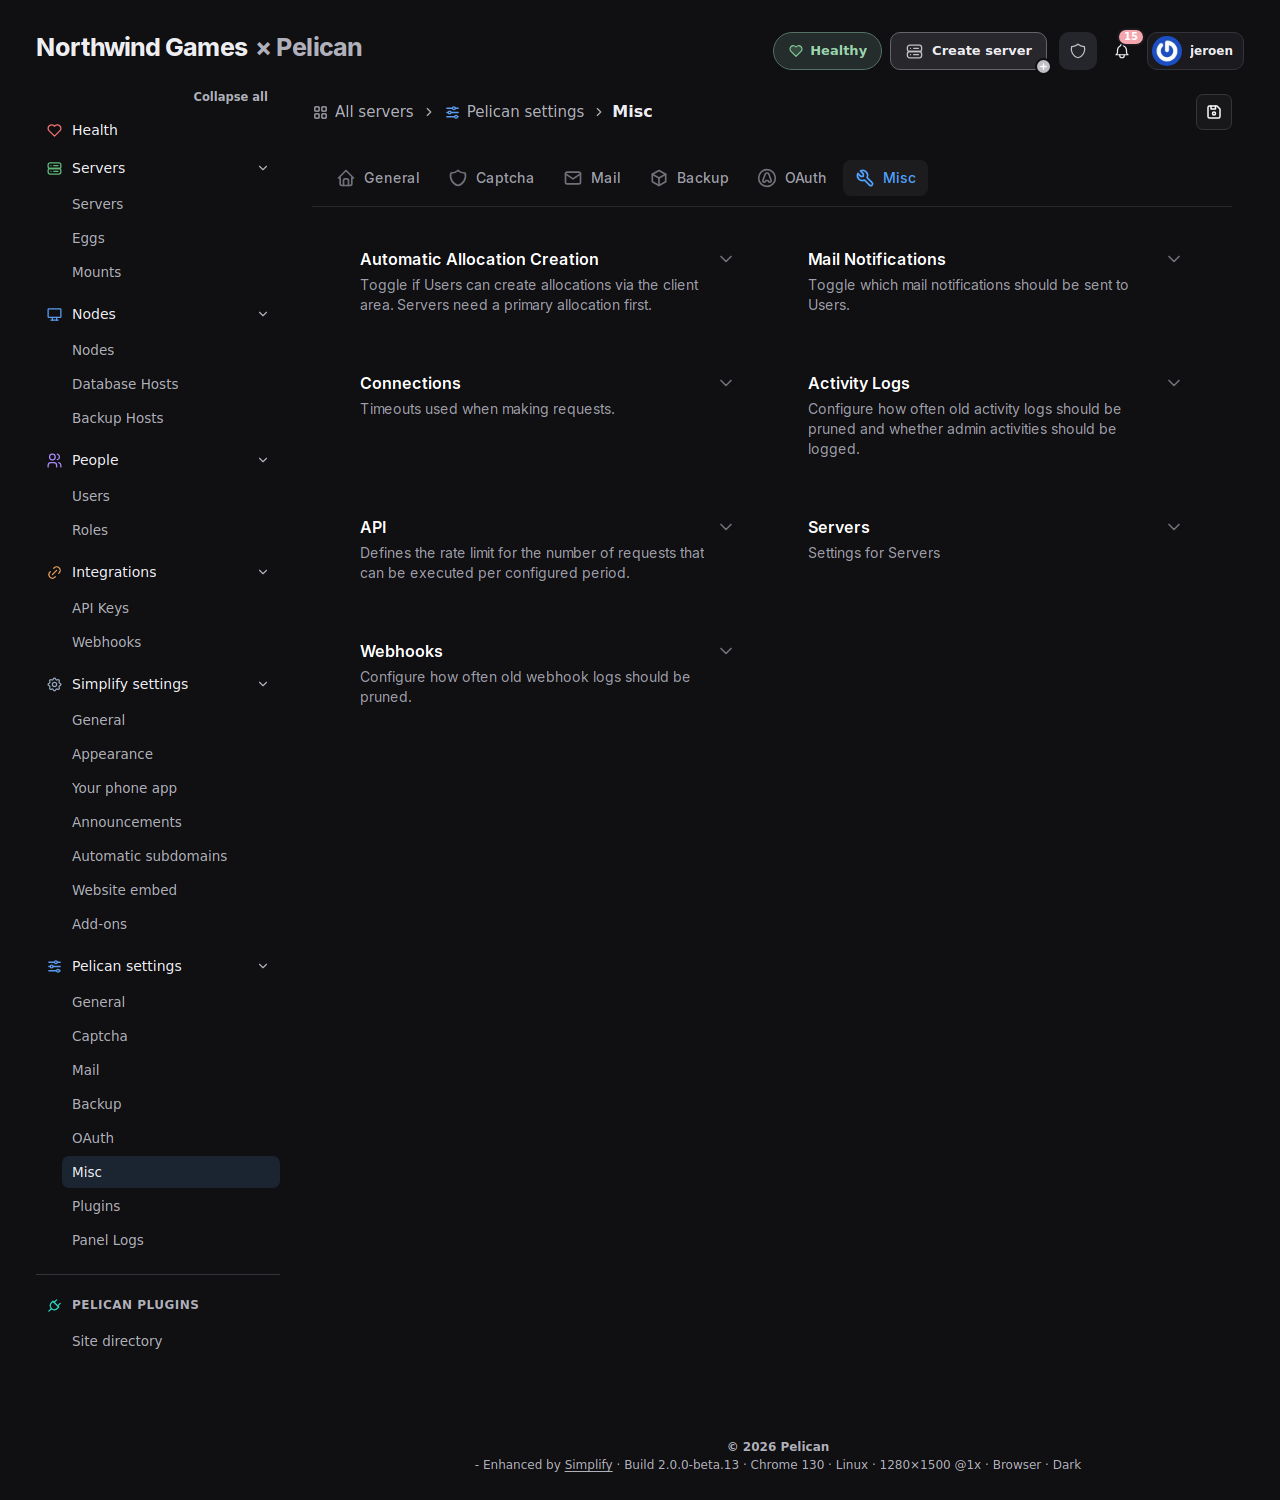 Northwind Games × Pelican
Healthy
Create server
15
jeroen
Collapse all
Health
Servers
Servers
Eggs
Mounts
Nodes
Nodes
Database Hosts
Backup Hosts
People
Users
Roles
Integrations
API Keys
Webhooks
Simplify settings
General
Appearance
Your phone app
Announcements
Automatic subdomains
Website embed
Add-ons
Pelican settings
General
Captcha
Mail
Backup
OAuth
Misc
Plugins
Panel Logs
PELICAN PLUGINS
Site directory
All servers
Pelican settings
Misc
General
Captcha
Mail
Backup
OAuth
Misc
Automatic Allocation Creation
Toggle if Users can create allocations via the client
area. Servers need a primary allocation first.
Mail Notifications
Toggle which mail notifications should be sent to
Users.
Connections
Timeouts used when making requests.
Activity Logs
Configure how often old activity logs should be
pruned and whether admin activities should be
logged.
API
Defines the rate limit for the number of requests that
can be executed per configured period.
Servers
Settings for Servers
Webhooks
Configure how often old webhook logs should be
pruned.
© 2026 Pelican
- Enhanced by Simplify · Build 2.0.0-beta.13 · Chrome 130 · Linux · 1280×1500 @1x · Browser · Dark